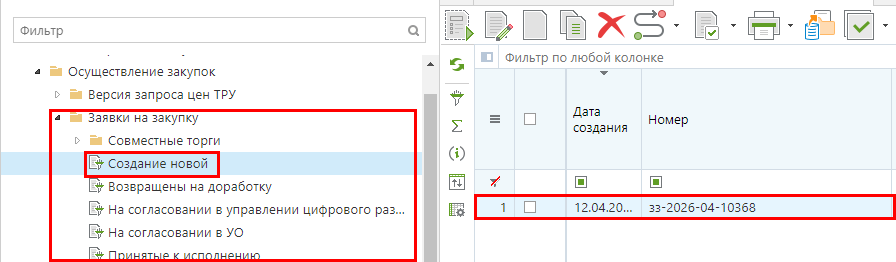 Фильтр
Осуществление закупок
Версия запроса цен ТРУ
Заявки на закупку
Совместные торги
Создание новой
Возвращены на доработку
На согласовании в управлении цифрового раз...
На согласовании в УО
Принятые к исполнению
Фильтр по любой колонке
Дата создания
Номер
1 12.04.20... зз-2026-04-10368